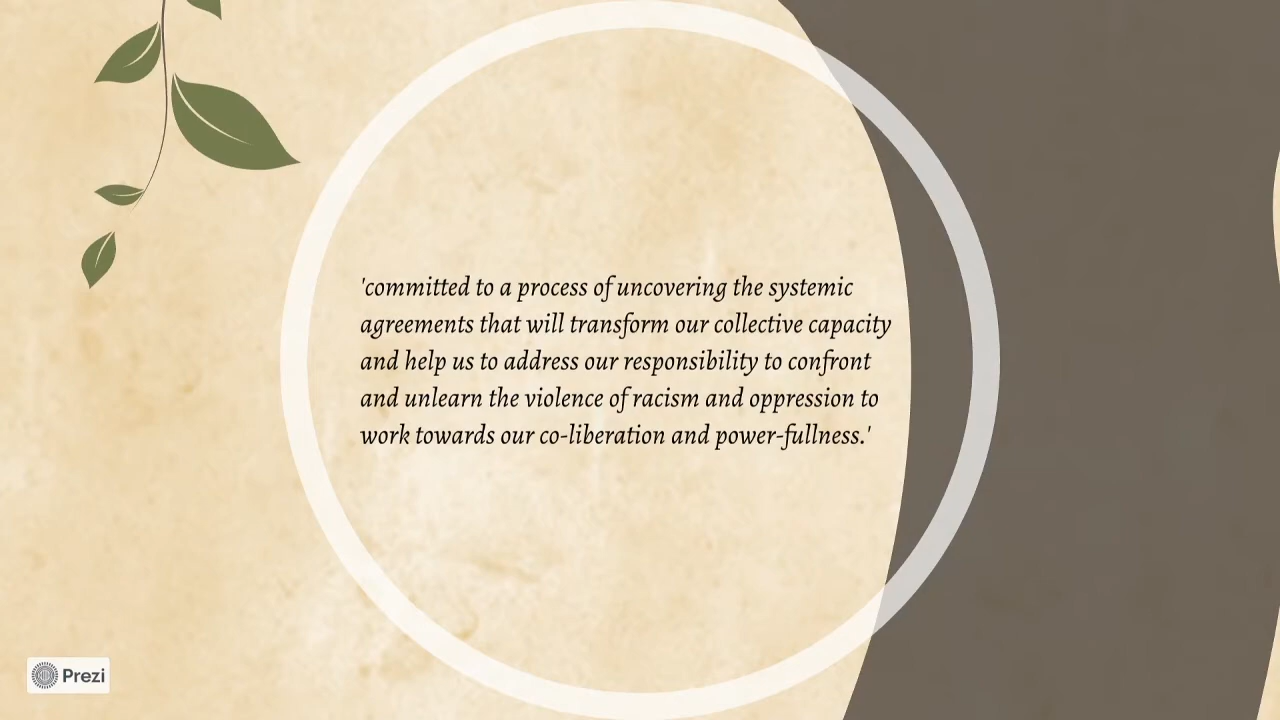 'committed to a process of uncovering the systemic
agreements that will transform our collective capacity
and help us to address our responsibility to confront
and unlearn the violence of racism and oppression to
work towards our co-liberation and power-fullness.'
Prezi